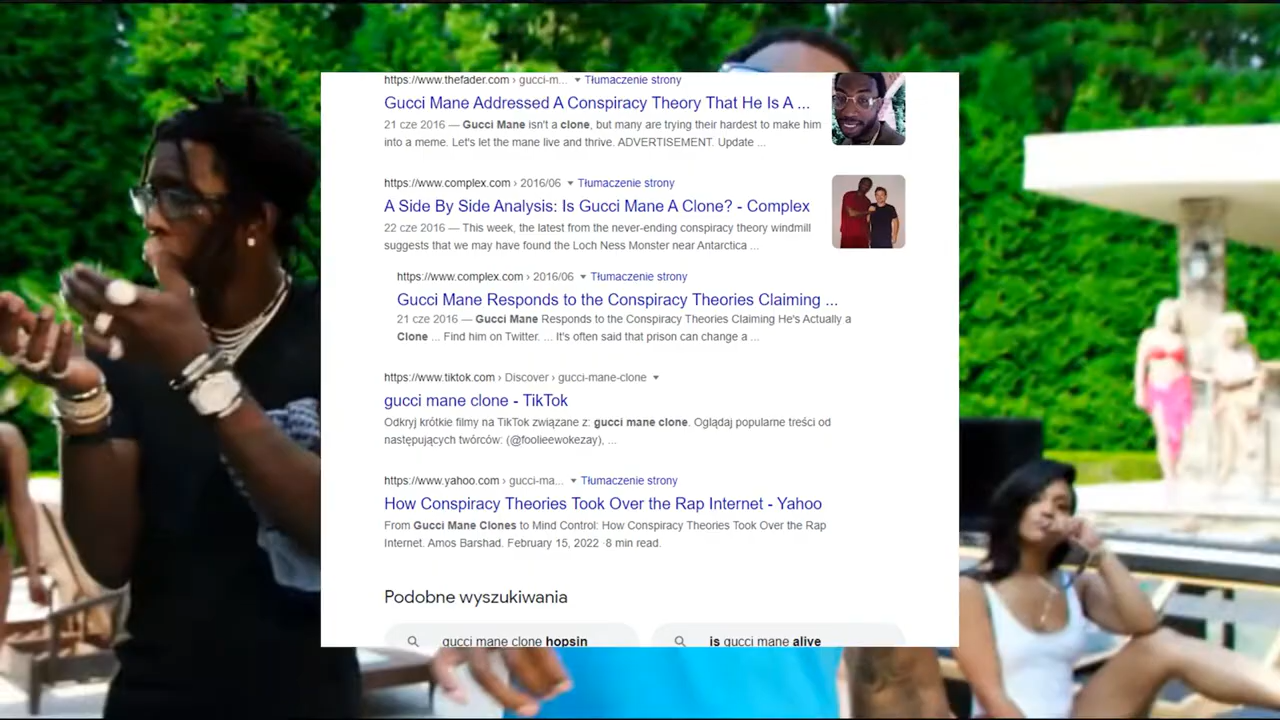 https://www.thefader.com › gucci-m... Tłumaczenie strony
Gucci Mane Addressed A Conspiracy Theory That He Is A ...
21 cze 2016 — Gucci Mane isn't a clone, but many are trying their hardest to make him
into a meme. Let's let the mane live and thrive. ADVERTISEMENT. Update ...
https://www.complex.com › 2016/06 Tłumaczenie strony
A Side By Side Analysis: Is Gucci Mane A Clone? - Complex
22 cze 2016 — This week, the latest from the never-ending conspiracy theory windmill
suggests that we may have found the Loch Ness Monster near Antarctica ...
https://www.complex.com › 2016/06 Tłumaczenie strony
Gucci Mane Responds to the Conspiracy Theories Claiming ...
21 cze 2016 — Gucci Mane Responds to the Conspiracy Theories Claiming He's Actually a
Clone ... Find him on Twitter. ... It's often said that prison can change a ...
https://www.tiktok.com › Discover › gucci-mane-clone
gucci mane clone - TikTok
Odkryj krótkie filmy na TikTok związane z: gucci mane clone. Oglądaj popularne treści od
następujących twórców: (@foolieewokezay), ...
https://www.yahoo.com › gucci-ma... Tłumaczenie strony
How Conspiracy Theories Took Over the Rap Internet - Yahoo
From Gucci Mane Clones to Mind Control: How Conspiracy Theories Took Over the Rap
Internet. Amos Barshad. February 15, 2022 ·8 min read.
Podobne wyszukiwania
gucci mane clone hopsin
is gucci mane alive